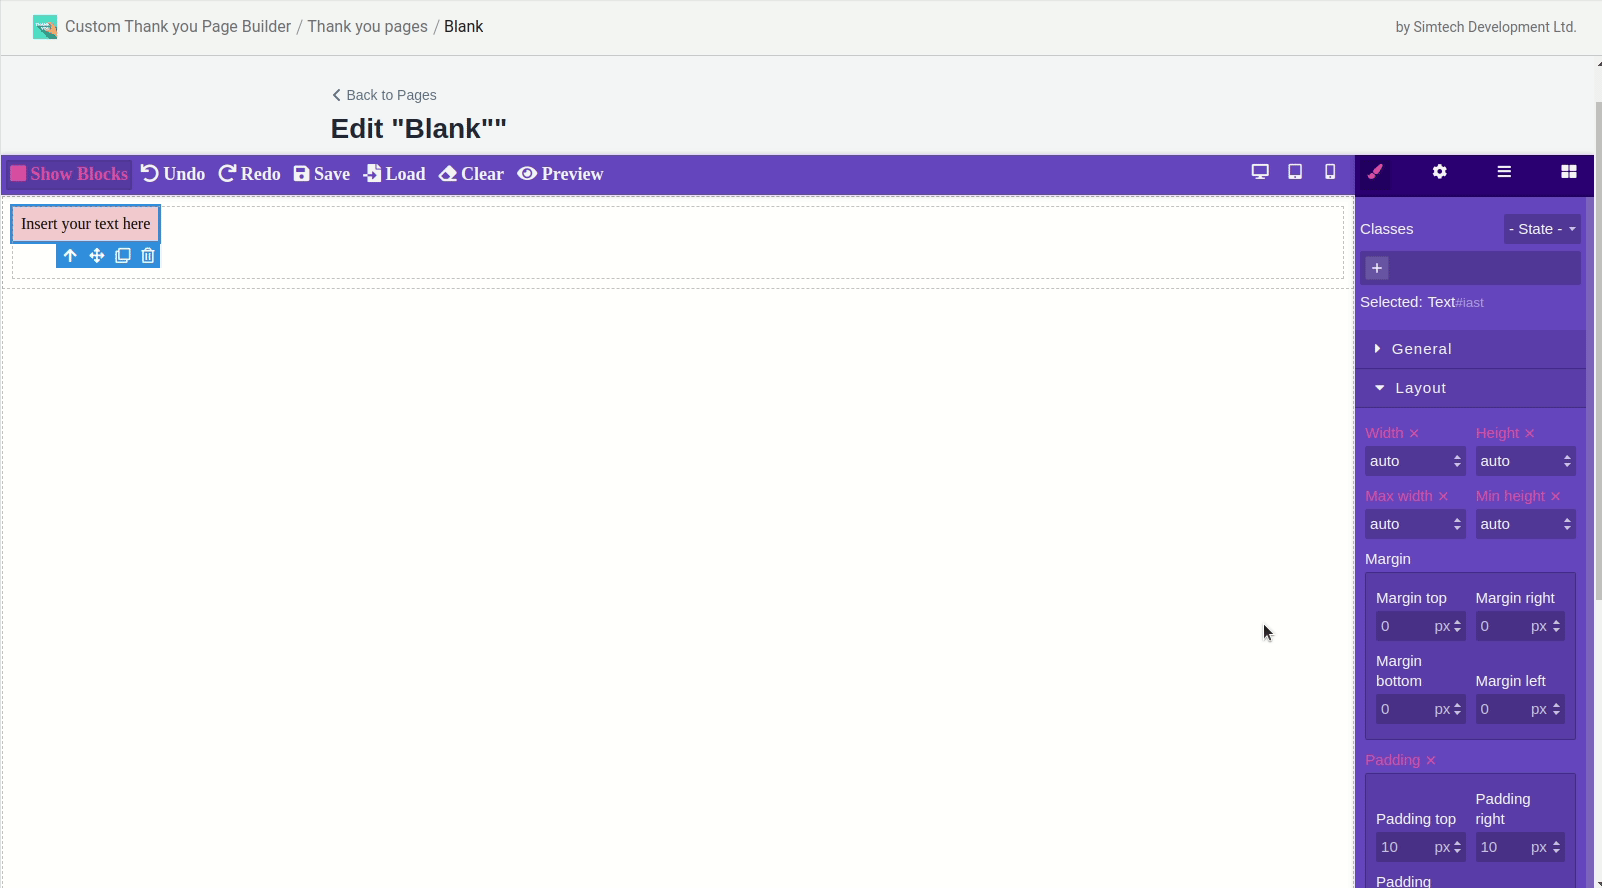 Custom Thank you Page Builder / Thank you pages / Blank
by Simtech Development Ltd.
Back to Pages
Edit "Blank""
Show Blocks Undo Redo Save Load Clear Preview
Insert your text here
Classes
- State -
Selected: Text#iast
General
Layout
Width Height
auto auto
Max width Min height
auto auto
Margin
Margin top Margin right
0 px 0 px
Margin bottom Margin left
0 px 0 px
Padding
Padding top Padding right
10 px 10 px
Padding